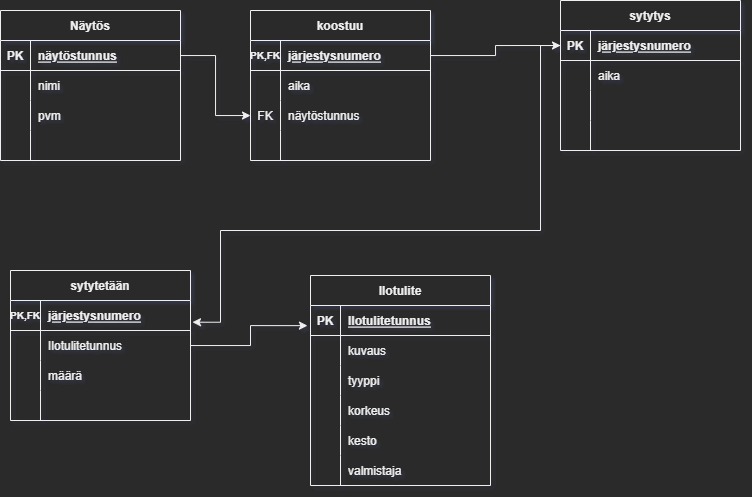 Näytös
PK näytöstunnus
nimi
pvm
koostuu
PK,FK järjestysnumero
aika
FK näytöstunnus
sytytys
PK järjestysnumero
aika
sytytetään
PK,FK järjestysnumero
Ilotulitetunnus
määrä
Ilotulite
PK Ilotulitetunnus
kuvaus
tyyppi
korkeus
kesto
valmistaja